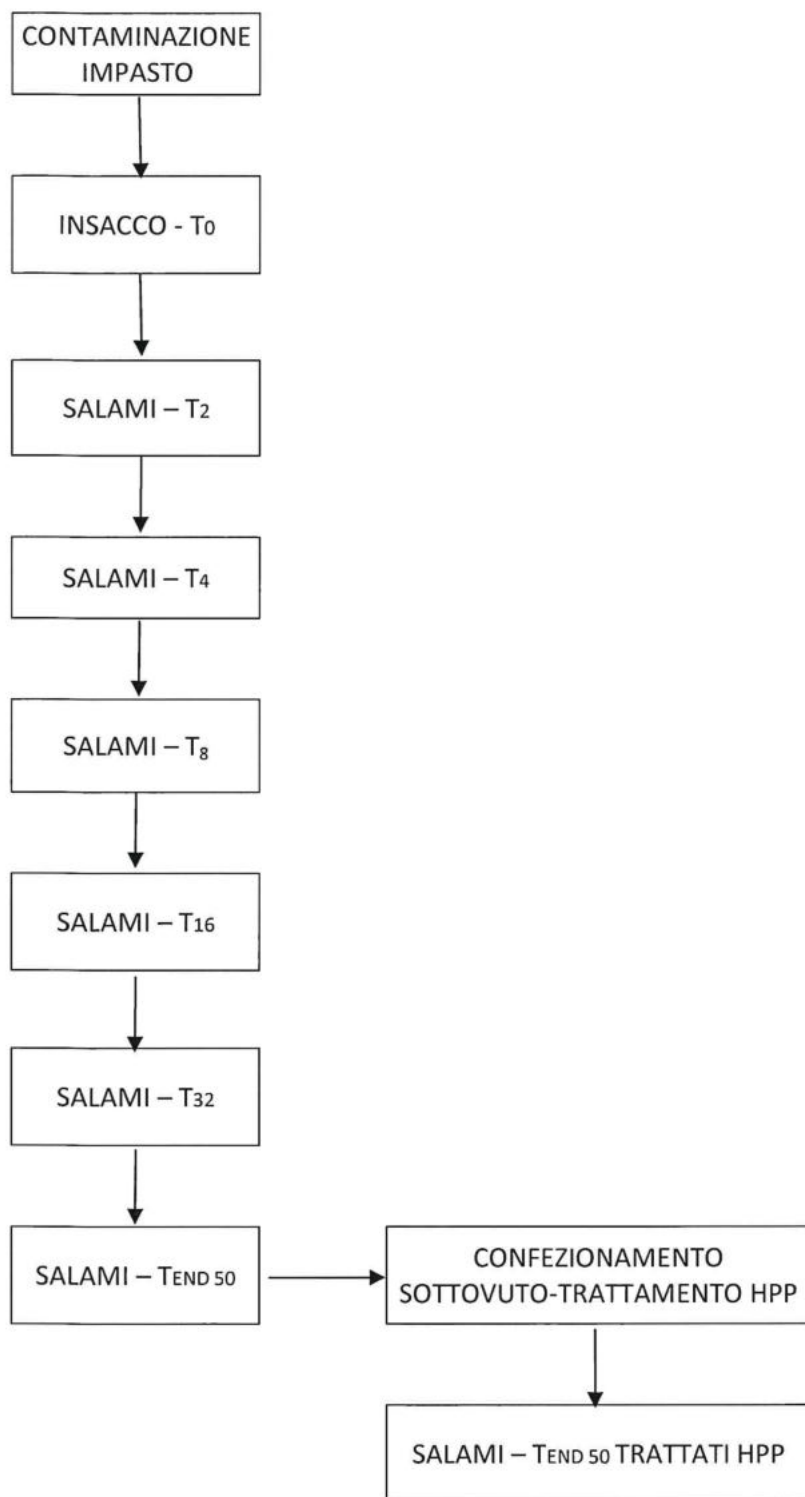 CONTAMINAZIONE
IMPASTO
INSACCO - T0
SALAMI – T2
SALAMI – T4
SALAMI – T8
SALAMI – T16
SALAMI – T32
SALAMI – TEND 50
CONFEZIONAMENTO
SOTTOVUTO-TRATTAMENTO HPP
SALAMI – TEND 50 TRATTATI HPP